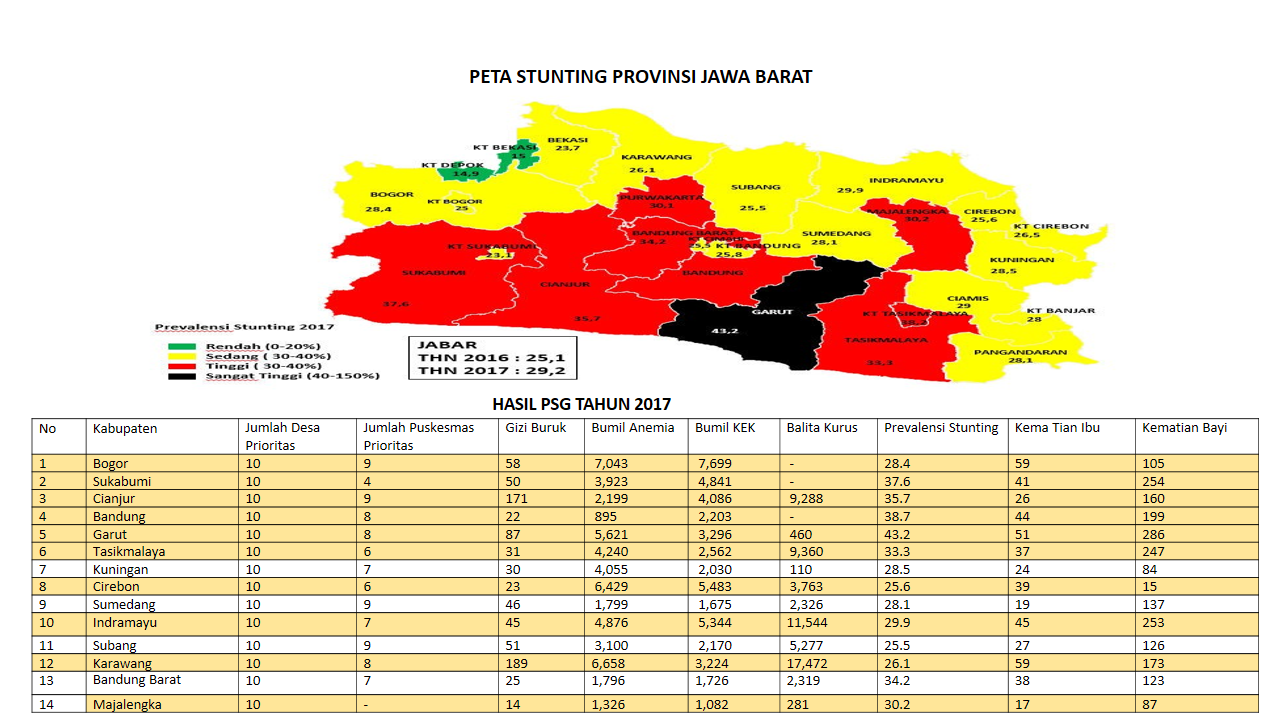 PETA STUNTING PROVINSI JAWA BARAT
BEKASI
23,7
KT BEKASI
15
KT DEPOK
14,9
KARAWANG
26,1
BOGOR
28,4
KT BOGOR
25
PURWAKARTA
30,1
SUBANG
25,5
INDRAMAYU
29,9
MAJALENGKA
30,2
CIREBON
25,6
KT CIREBON
26,5
BANDUNG BARAT
34,2
KT CIMAHI
25,5
KT BANDUNG
25,8
SUMEDANG
28,1
KT SUKABUMI
23,1
SUKABUMI
37,6
CIANJUR
35,7
BANDUNG
KUNINGAN
28,5
GARUT
43,2
CIAMIS
29
KT BANJAR
28
KT TASIKMALAYA
TASIKMALAYA
33,3
PANGANDARAN
28,1
Prevalensi Stunting 2017
Rendah (0-20%)
Sedang ( 30-40%)
Tinggi ( 30-40%)
Sangat Tinggi (40-150%)
JABAR
THN 2016 : 25,1
THN 2017 : 29,2
HASIL PSG TAHUN 2017
No Kabupaten Jumlah Desa Prioritas Jumlah Puskesmas Prioritas Gizi Buruk Bumil Anemia Bumil KEK Balita Kurus Prevalensi Stunting Kema Tian Ibu Kematian Bayi
1 Bogor 10 9 58 7,043 7,699 - 28.4 59 105
2 Sukabumi 10 4 50 3,923 4,841 - 37.6 41 254
3 Cianjur 10 9 171 2,199 4,086 9,288 35.7 26 160
4 Bandung 10 8 22 895 2,203 - 38.7 44 199
5 Garut 10 8 87 5,621 3,296 460 43.2 51 286
6 Tasikmalaya 10 6 31 4,240 2,562 9,360 33.3 37 247
7 Kuningan 10 7 30 4,055 2,030 110 28.5 24 84
8 Cirebon 10 6 23 6,429 5,483 3,763 25.6 39 15
9 Sumedang 10 9 46 1,799 1,675 2,326 28.1 19 137
10 Indramayu 10 7 45 4,876 5,344 11,544 29.9 45 253
11 Subang 10 9 51 3,100 2,170 5,277 25.5 27 126
12 Karawang 10 8 189 6,658 3,224 17,472 26.1 59 173
13 Bandung Barat 10 7 25 1,796 1,726 2,319 34.2 38 123
14 Majalengka 10 - 14 1,326 1,082 281 30.2 17 87